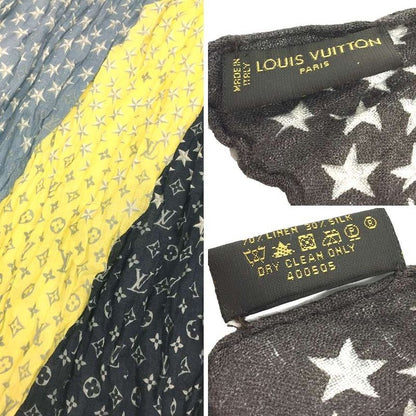 LOUIS VUITTON
PARIS
MADE IN
ITALY
70% LINEN 30% SILK
DRY CLEAN ONLY
400505